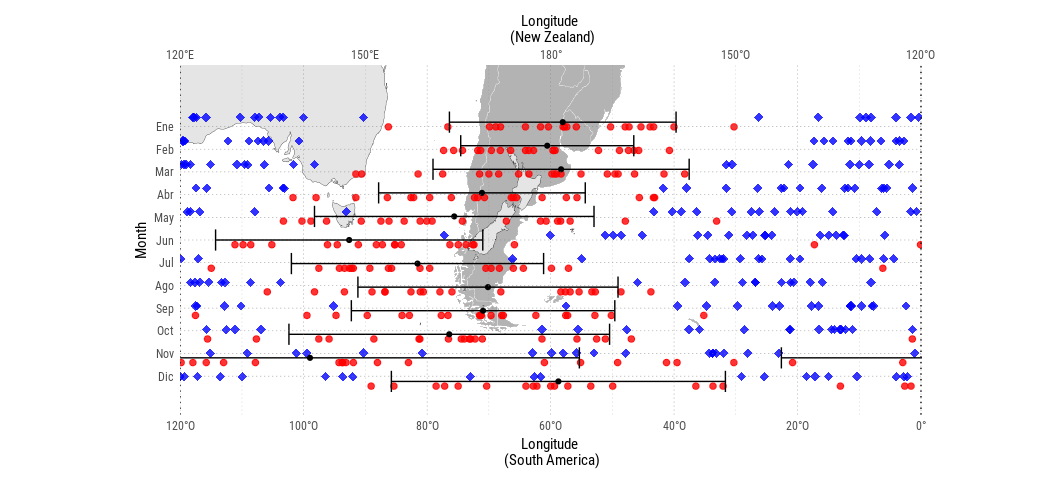 Longitude
(New Zealand)
120°E 150°E 180° 150°O 120°O
Month
Ene
Feb
Mar
Abr
May
Jun
Jul
Ago
Sep
Oct
Nov
Dic
120°O 100°O 80°O 60°O 40°O 20°O 0°
Longitude
(South America)